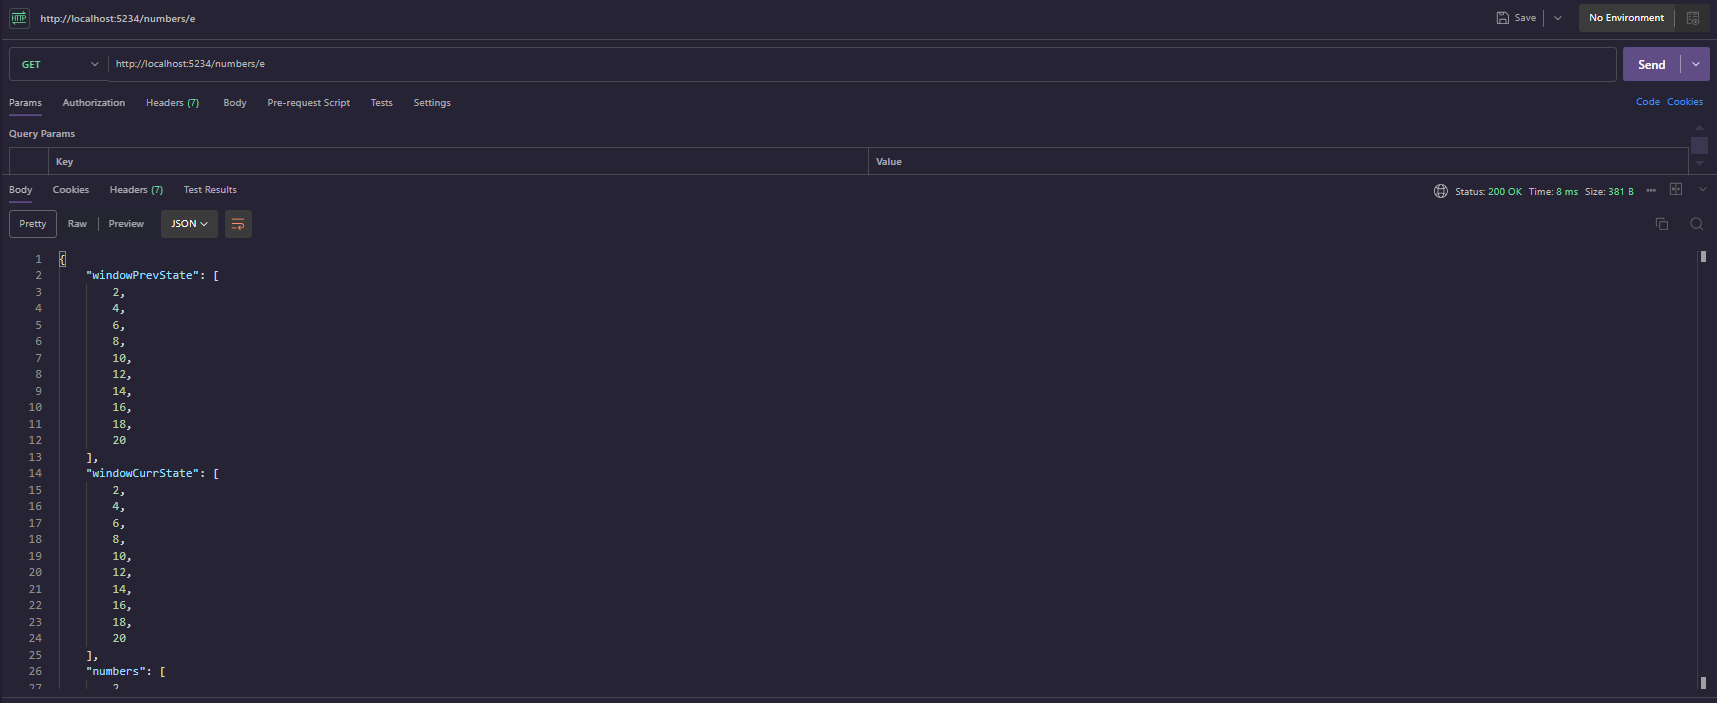 HTTP http://localhost:5234/numbers/e Save No Environment
GET http://localhost:5234/numbers/e Send
Params Authorization Headers (7) Body Pre-request Script Tests Settings Code Cookies
Query Params
Key Value
Body Cookies Headers (7) Test Results Status: 200 OK Time: 8 ms Size: 381 B
Pretty Raw Preview JSON
1 {
2 "windowPrevState": [
3 2,
4 4,
5 6,
6 8,
7 10,
8 12,
9 14,
10 16,
11 18,
12 20
13 ],
14 "windowCurrState": [
15 2,
16 4,
17 6,
18 8,
19 10,
20 12,
21 14,
22 16,
23 18,
24 20
25 ],
26 "numbers": [
27 2